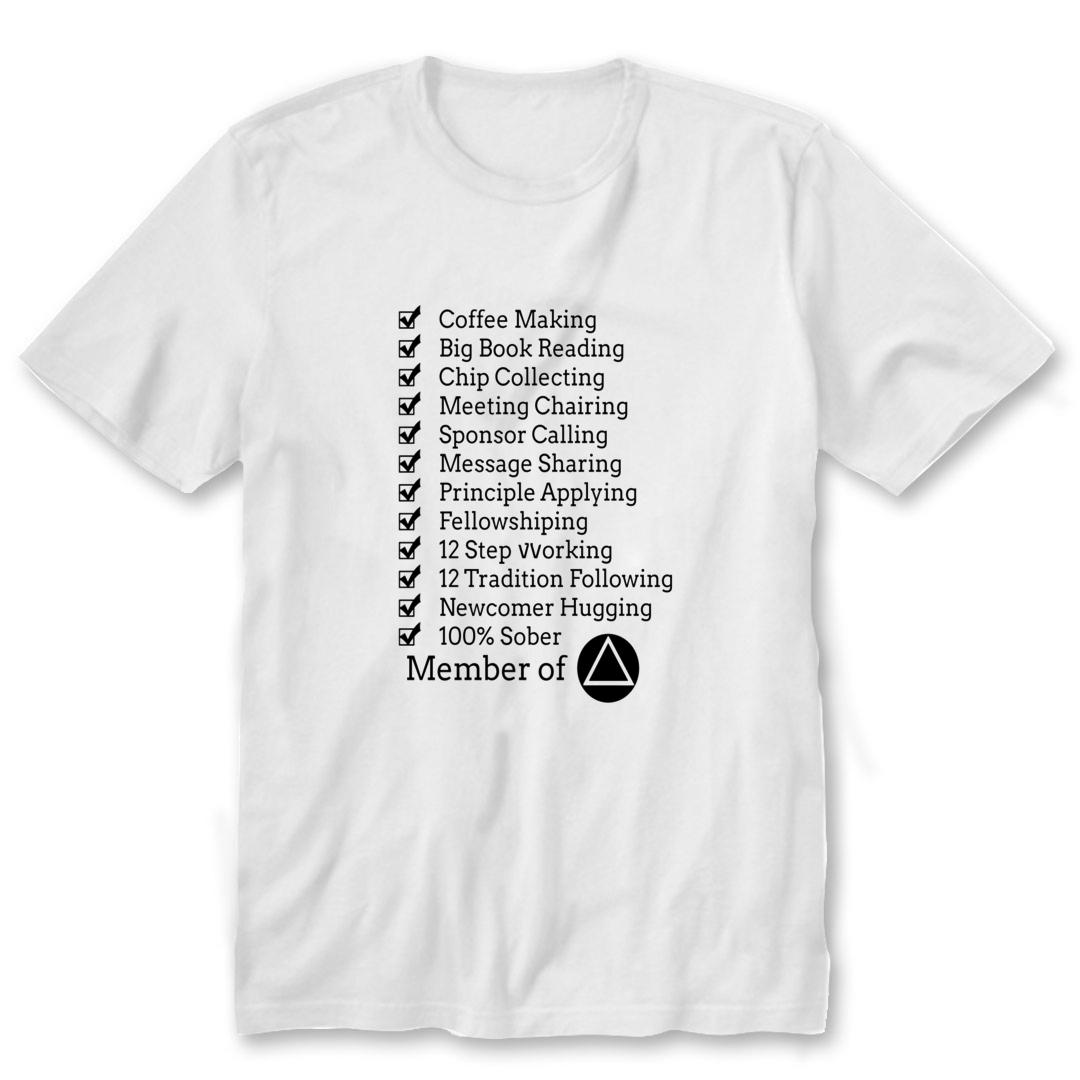 Coffee Making
Big Book Reading
Chip Collecting
Meeting Chairing
Sponsor Calling
Message Sharing
Principle Applying
Fellowshiping
12 Step Working
12 Tradition Following
Newcomer Hugging
100% Sober
Member of